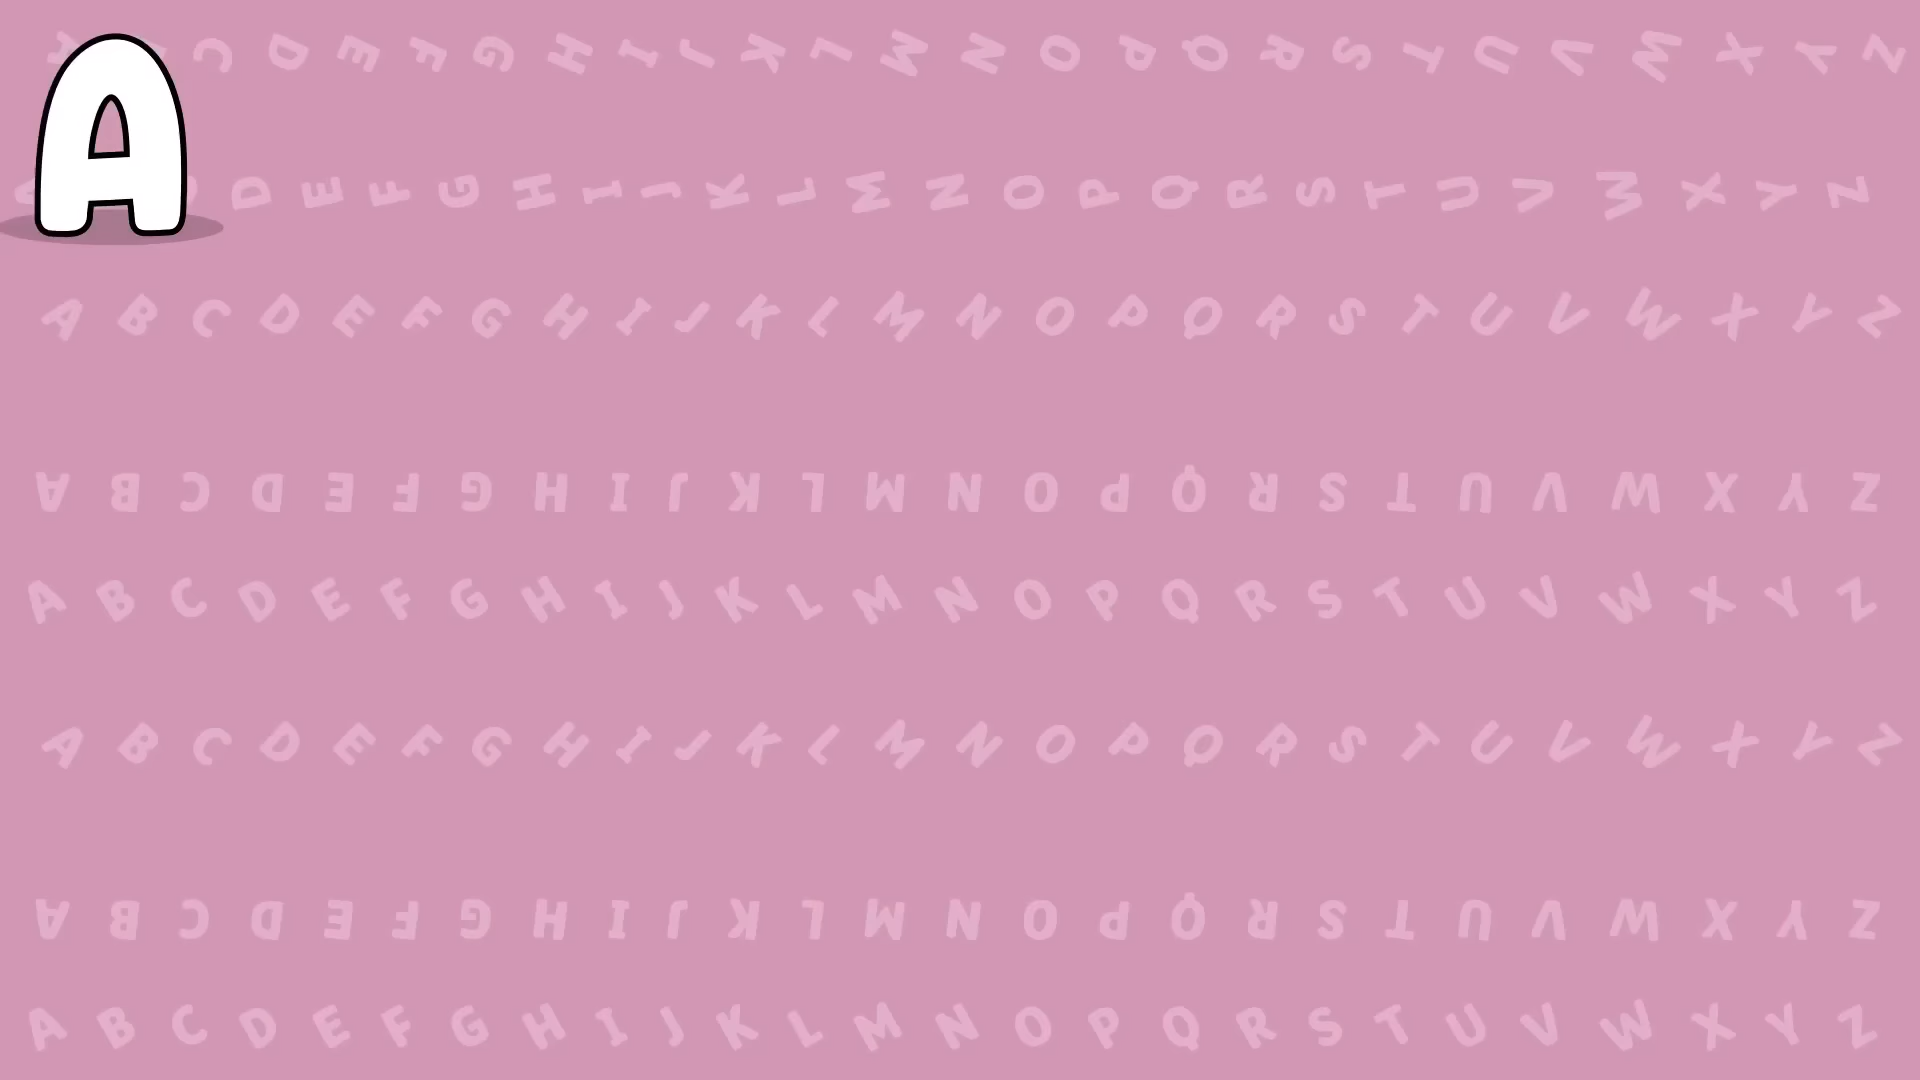 A C D E F G H I J K L M N O P Q R S T U V W X Y Z
D E F G H I J K L M N O P Q R S T U V W X Y Z
A B C D E F G H I J K L M N O P Q R S T U V W X Y Z
A B C D E F G H I J K L M N O P Q R S T U V W X Y Z
A B C D E F G H I J K L M N O P Q R S T U V W X Y Z
A B C D E F G H I J K L M N O P Q R S T U V W X Y Z
A B C D E F G H I J K L M N O P Q R S T U V W X Y Z
A B C D E F G H I J K L M N O P Q R S T U V W X Y Z